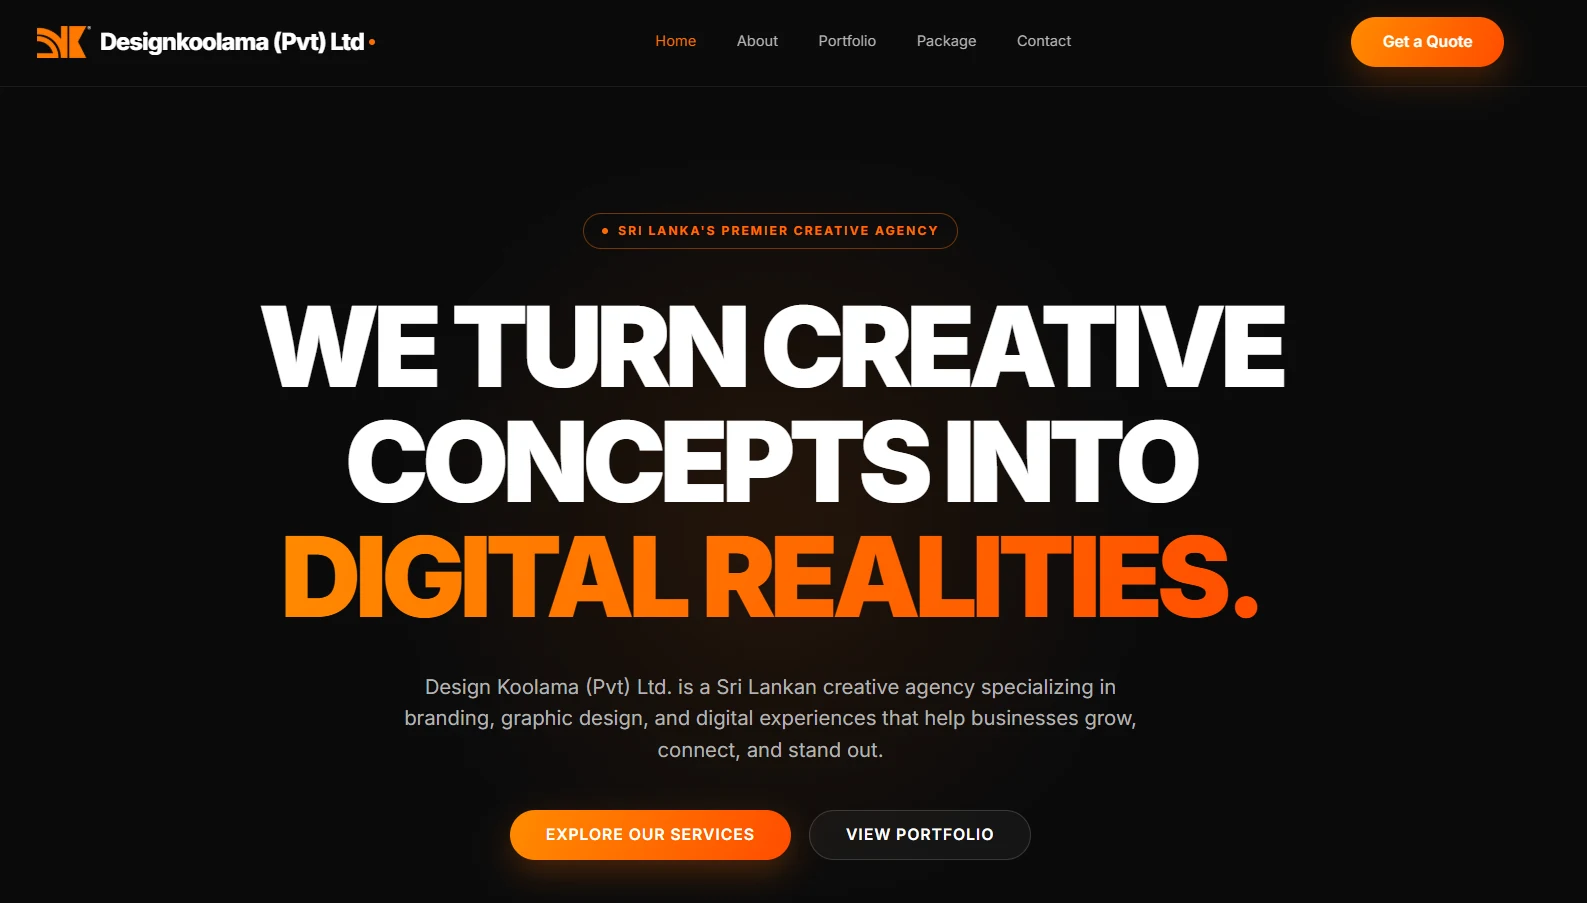 Designkoolama (Pvt) Ltd
Home
About
Portfolio
Package
Contact
Get a Quote
SRI LANKA'S PREMIER CREATIVE AGENCY
WE TURN CREATIVE
CONCEPTS INTO
DIGITAL REALITIES.
Design Koolama (Pvt) Ltd. is a Sri Lankan creative agency specializing in
branding, graphic design, and digital experiences that help businesses grow,
connect, and stand out.
EXPLORE OUR SERVICES
VIEW PORTFOLIO